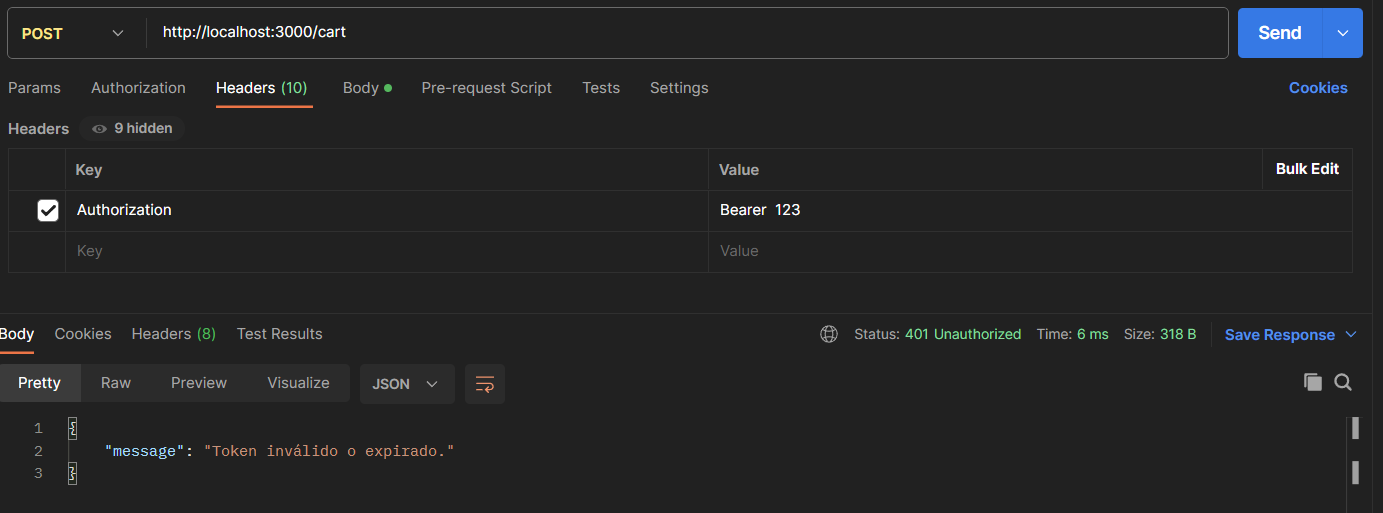 POST http://localhost:3000/cart Send
Params Authorization Headers (10) Body Pre-request Script Tests Settings Cookies
Headers 9 hidden
Key Value Bulk Edit
Authorization Bearer  123
Key Value
Body Cookies Headers (8) Test Results Status: 401 Unauthorized Time: 6 ms Size: 318 B Save Response
Pretty Raw Preview Visualize JSON
1 {
2 "message": "Token inválido o expirado."
3 }